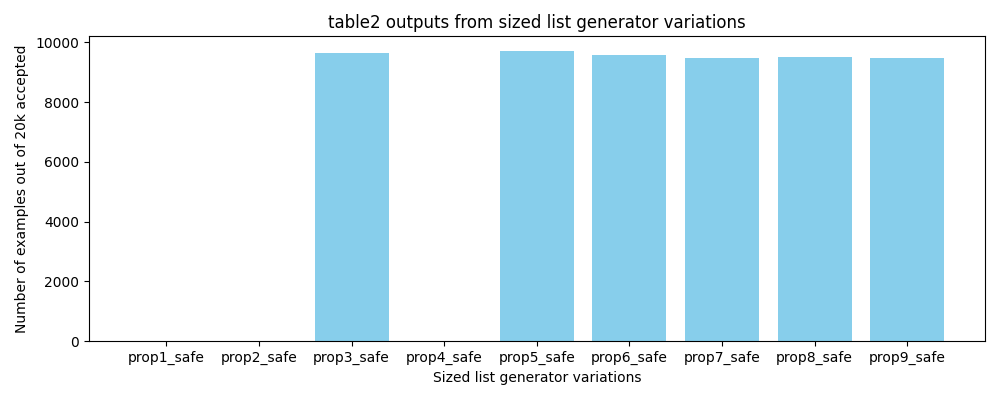 table2 outputs from sized list generator variations
Number of examples out of 20k accepted
10000
8000
6000
4000
2000
0
prop1_safe prop2_safe prop3_safe prop4_safe prop5_safe prop6_safe prop7_safe prop8_safe prop9_safe
Sized list generator variations